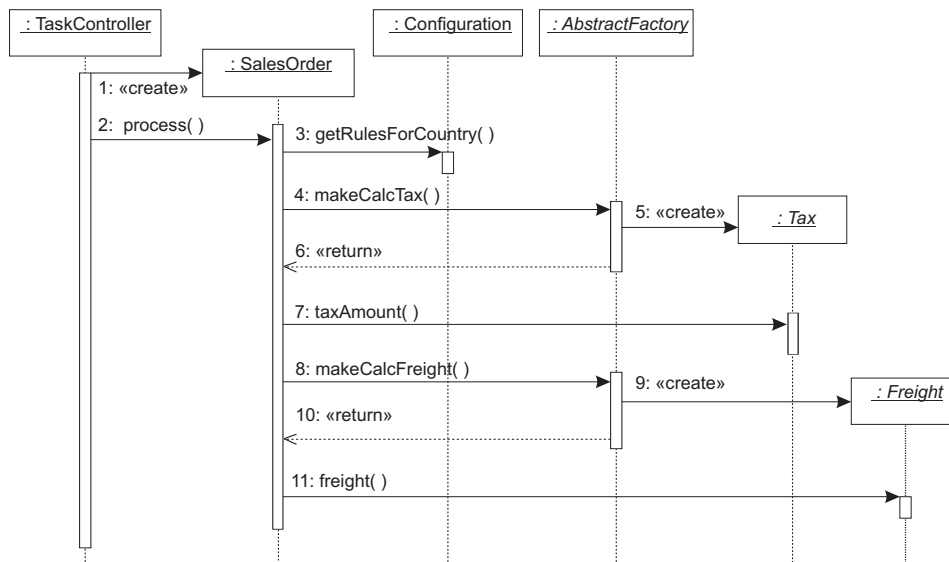 : TaskController
: Configuration
: AbstractFactory
: SalesOrder
1: «create»
2: process( )
3: getRulesForCountry( )
4: makeCalcTax( )
5: «create»
: Tax
6: «return»
7: taxAmount( )
8: makeCalcFreight( )
9: «create»
: Freight
10: «return»
11: freight( )